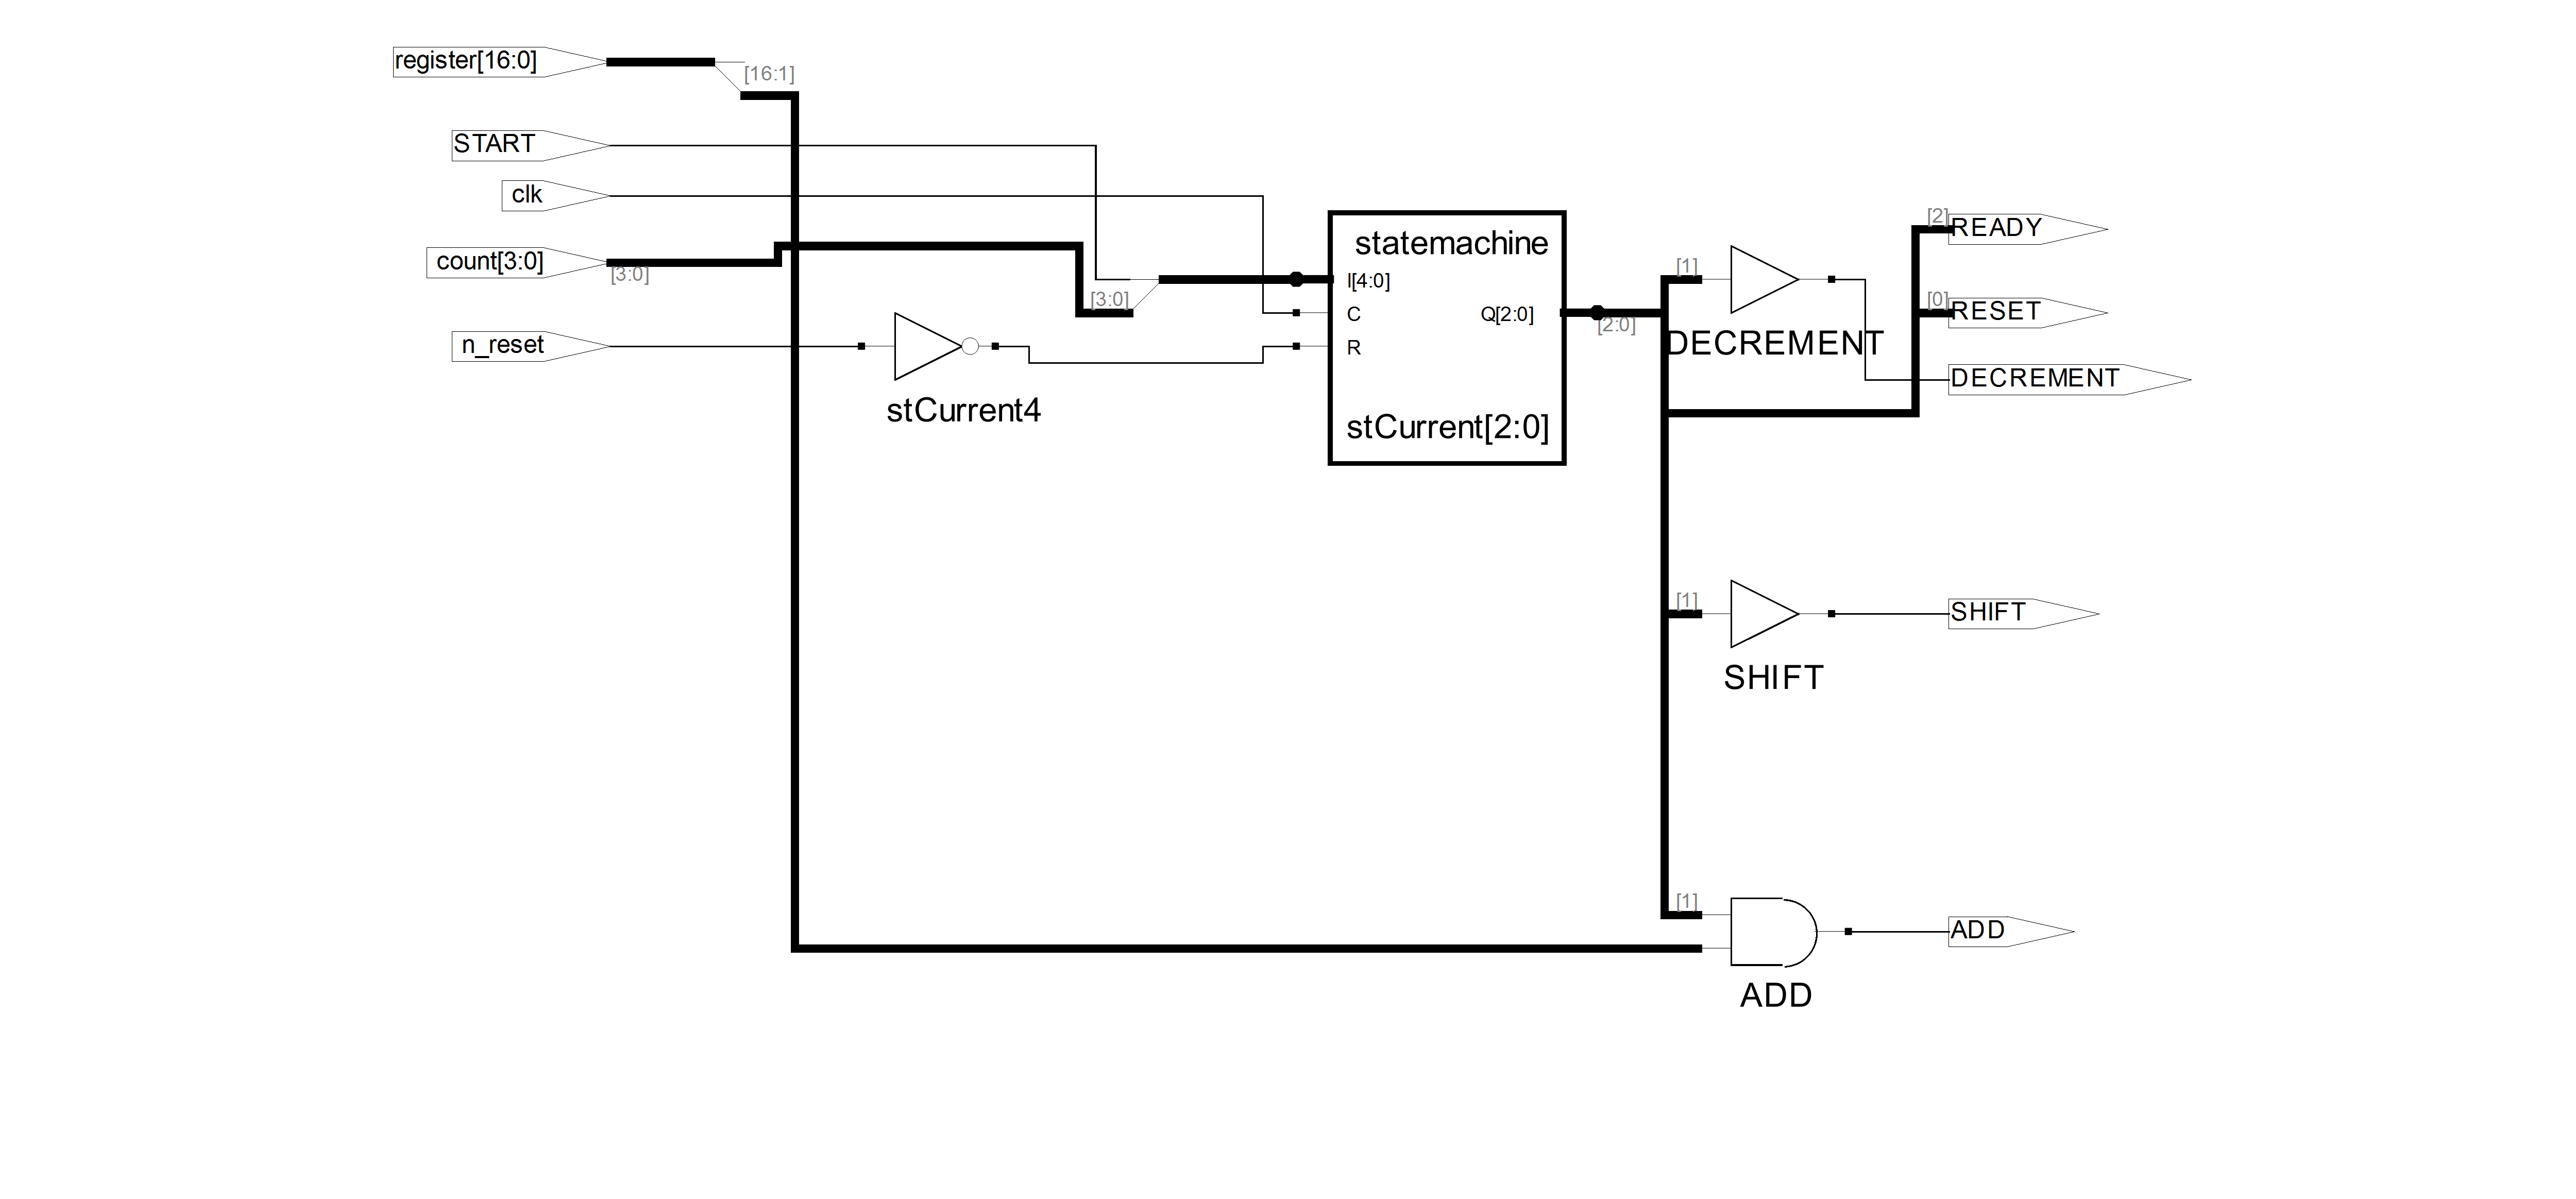 register[16:0]
[16:1]
START
clk
count[3:0]
[3:0]
[3:0]
n_reset
stCurrent4
statemachine
I[4:0]
C
Q[2:0]
R
stCurrent[2:0]
[2:0]
[1]
DECREMENT
[2]
READY
[0]
RESET
DECREMENT
[1]
SHIFT
SHIFT
[1]
ADD
ADD